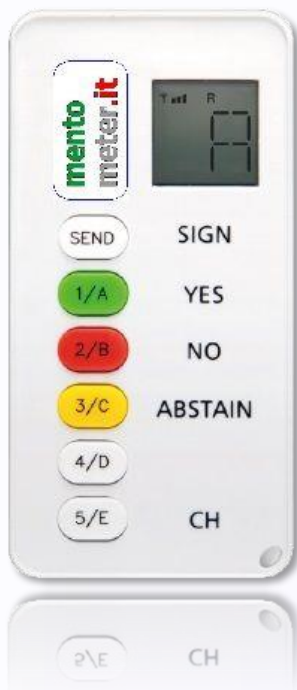 mento
meter.it
R
A
SEND SIGN
1/A YES
2/B NO
3/C ABSTAIN
4/D
5/E CH